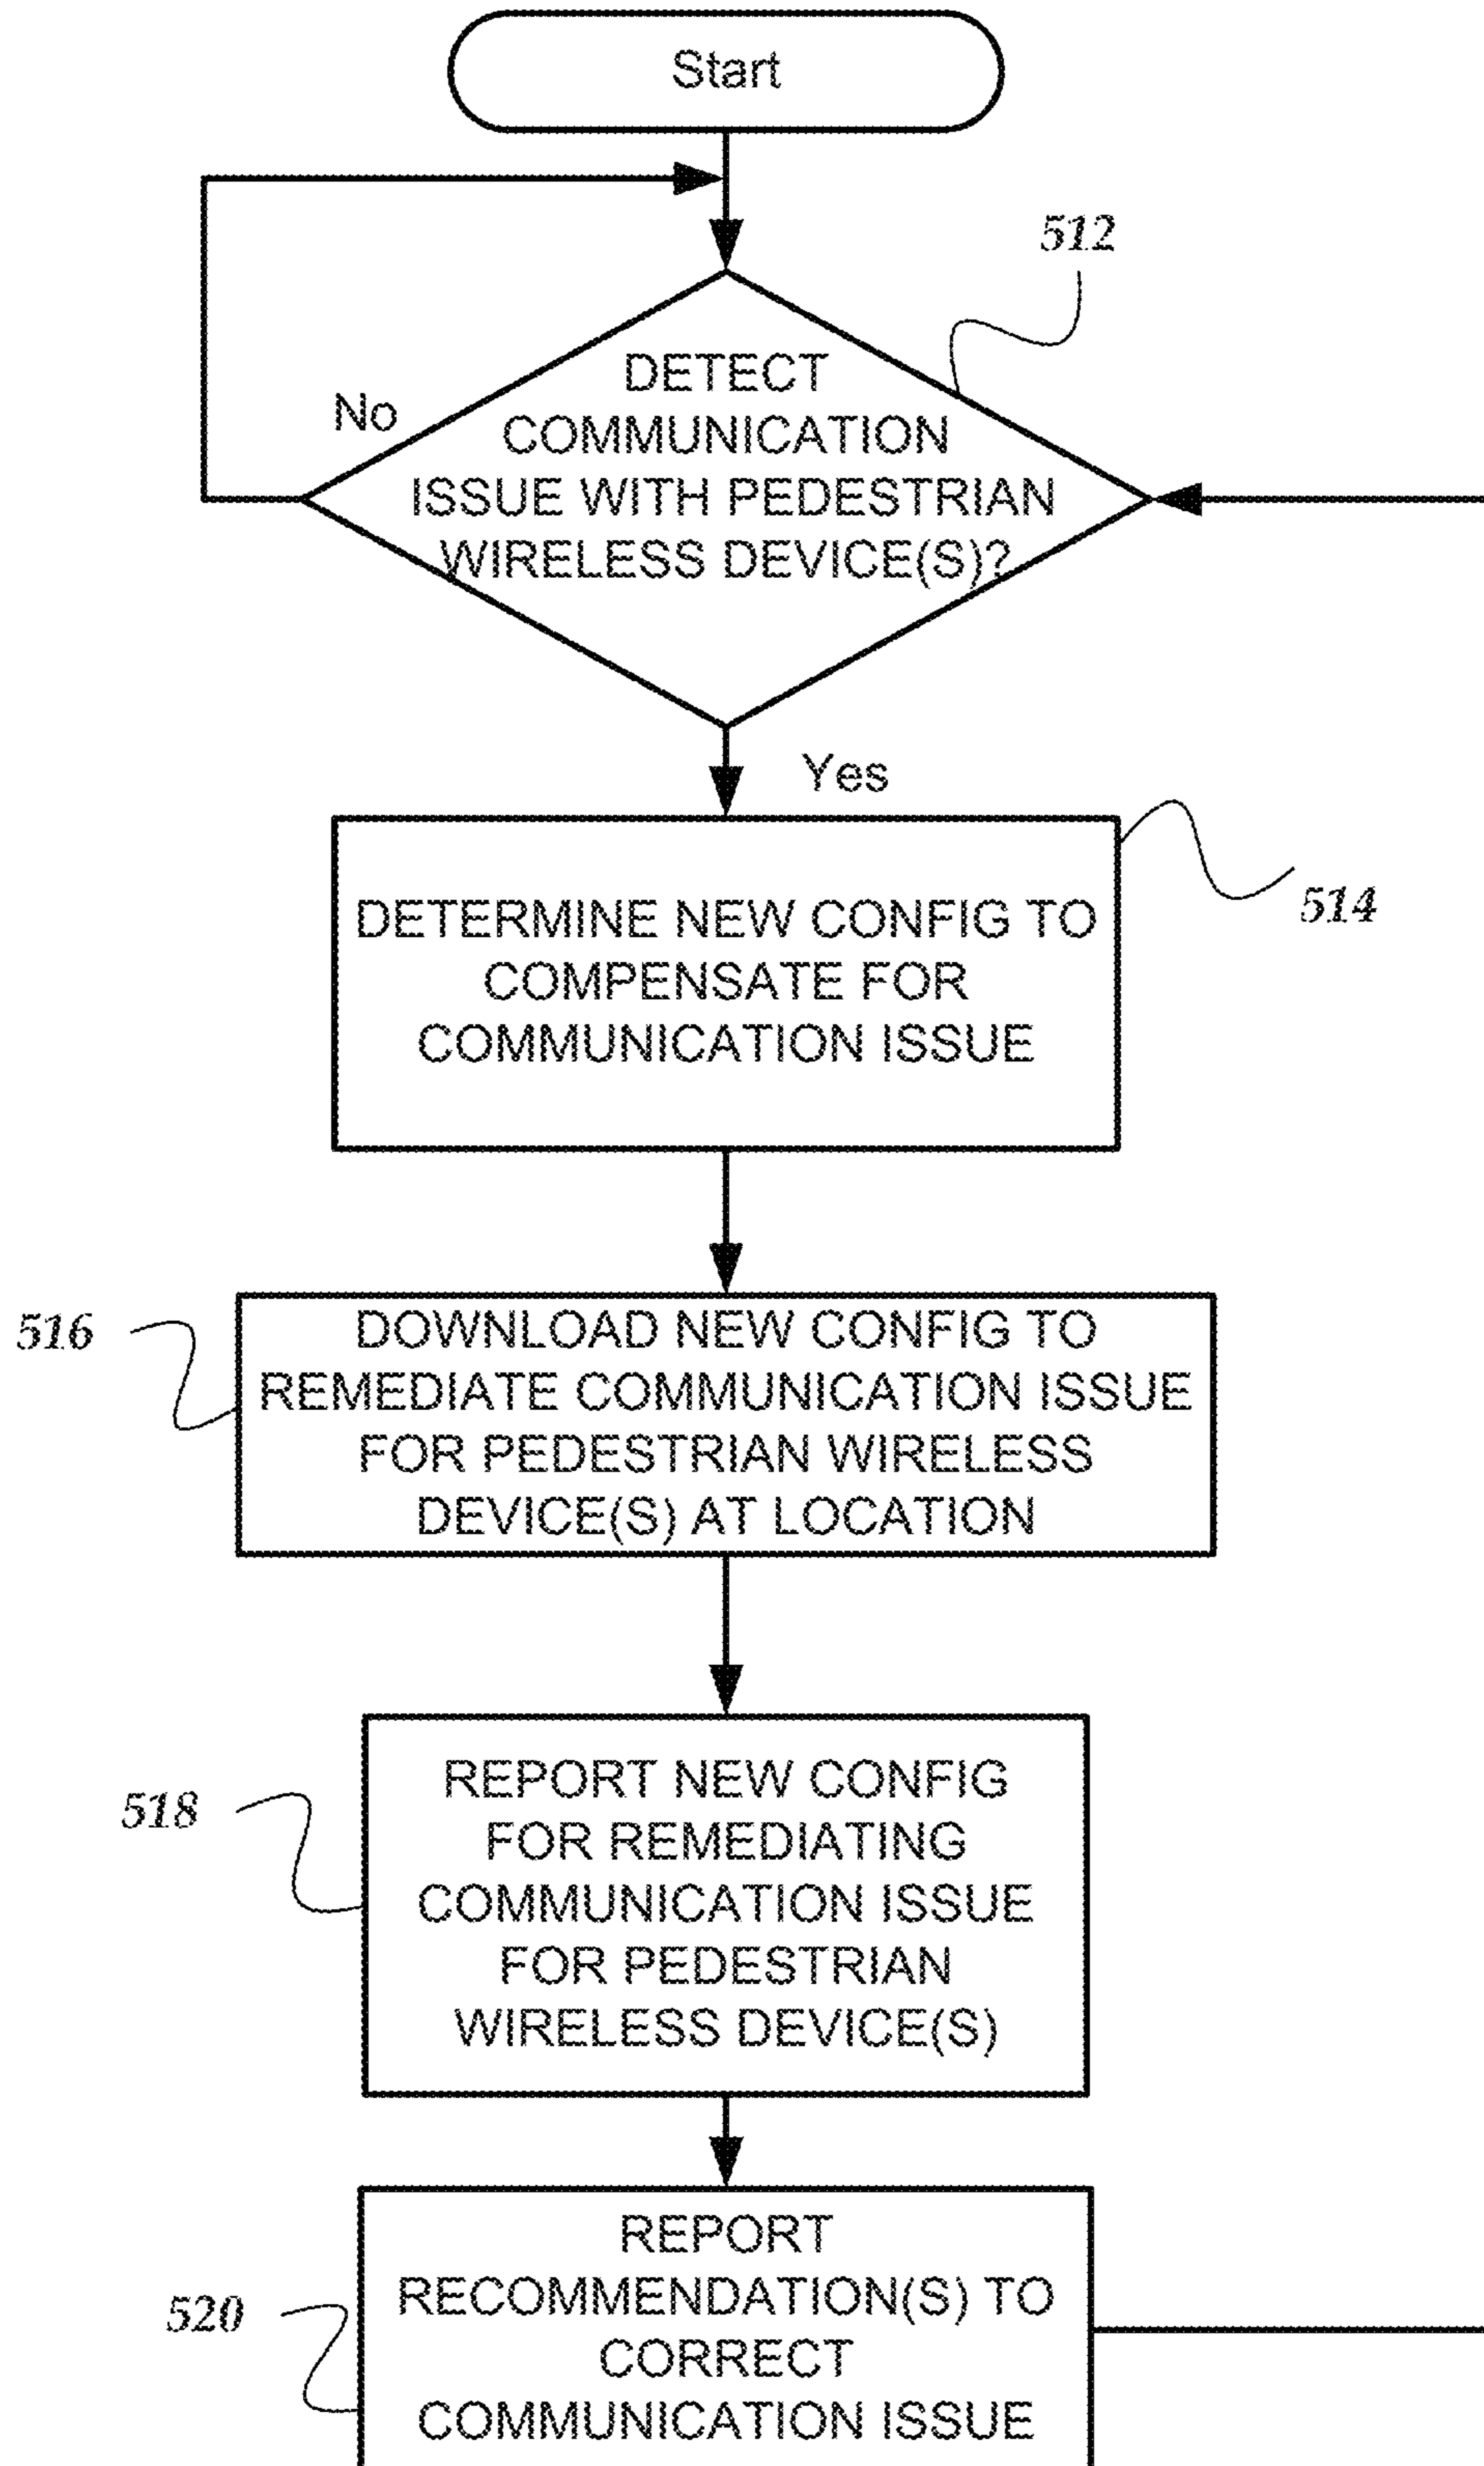 Start
512
DETECT
COMMUNICATION
No
ISSUE WITH PEDESTRIAN
WIRELESS DEVICE(S)?
Yes
514
DETERMINE NEW CONFIG TO
COMPENSATE FOR
COMMUNICATION ISSUE
516
DOWNLOAD NEW CONFIG TO
REMEDIATE COMMUNICATION ISSUE
FOR PEDESTRIAN WIRELESS
DEVICE(S) AT LOCATION
518
REPORT NEW CONFIG
FOR REMEDIATING
COMMUNICATION ISSUE
FOR PEDESTRIAN
WIRELESS DEVICE(S)
520
REPORT
RECOMMENDATION(S) TO
CORRECT
COMMUNICATION ISSUE